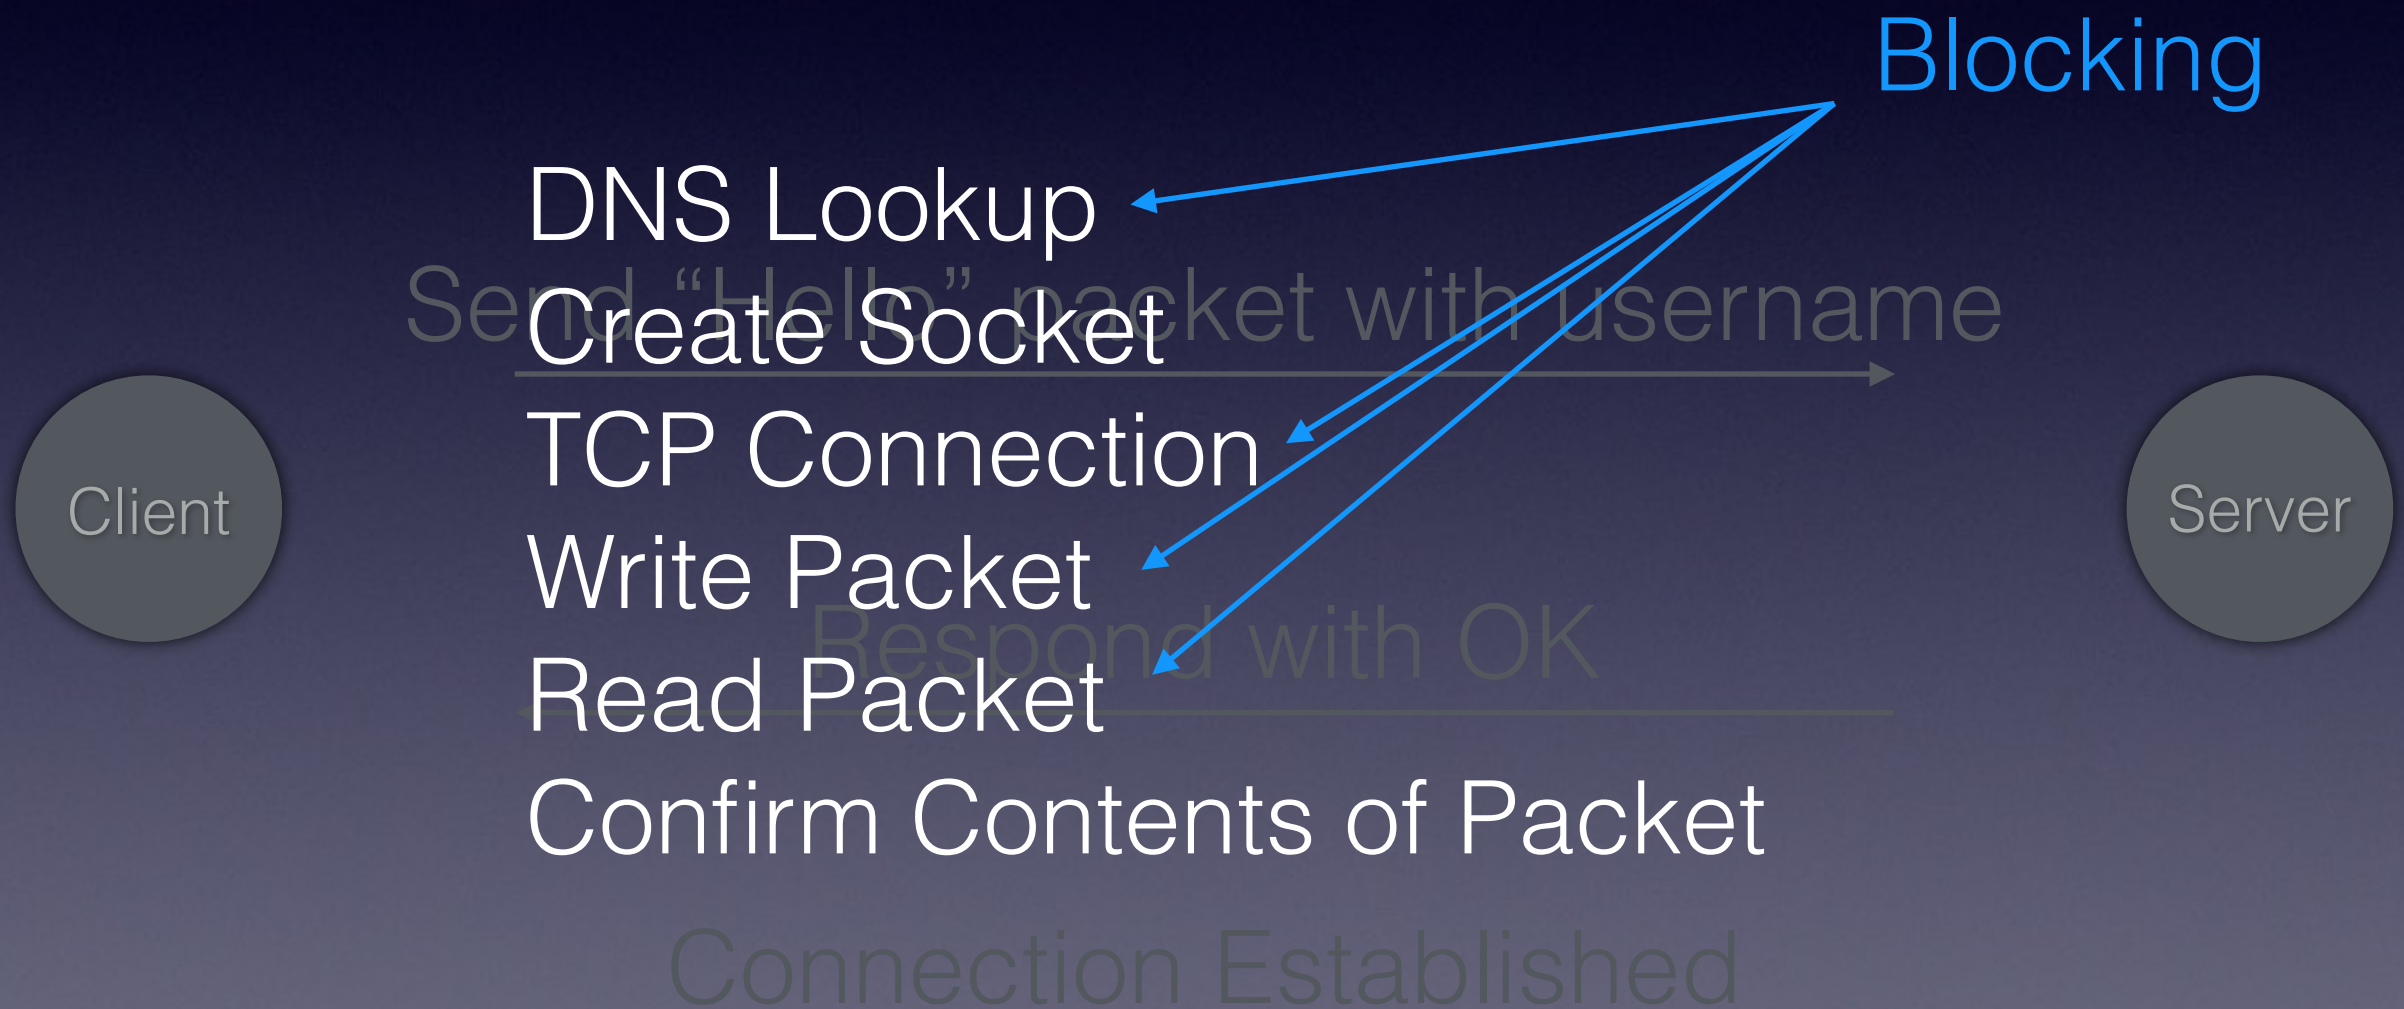 Blocking
DNS Lookup
Send “Hello” packet with username
Create Socket
TCP Connection
Client
Server
Write Packet
Respond with OK
Read Packet
Confirm Contents of Packet
Connection Established